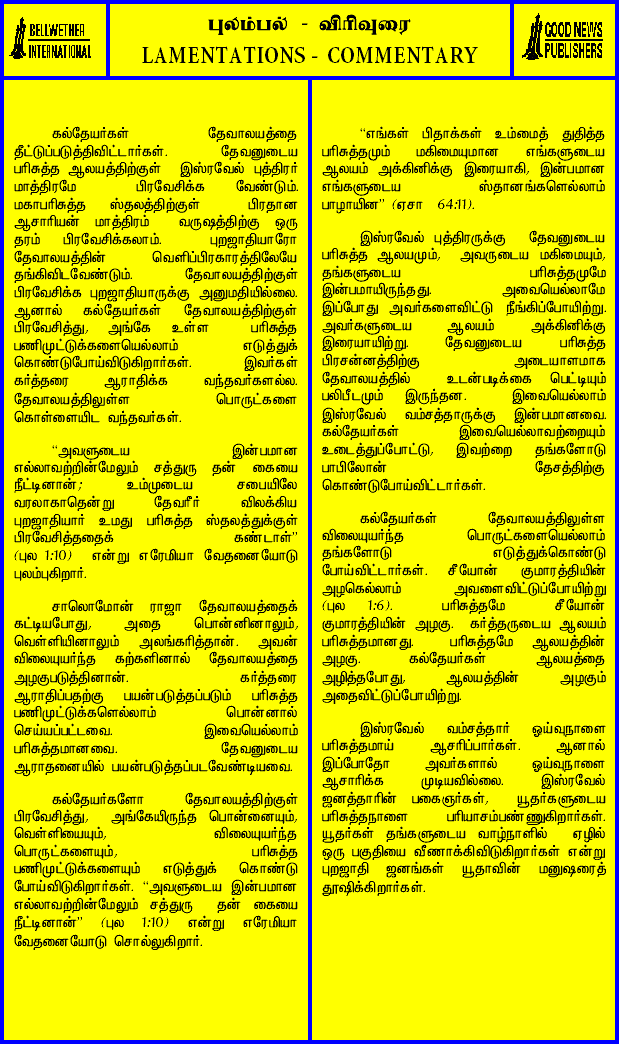 BELLWETHER
INTERNATIONAL
புலம்பல் - விரிவுரை
LAMENTATIONS - COMMENTARY
GOOD NEWS
PUBLISHERS
கல்தேயர்கள் தேவாலயத்தை
தீட்டுப்படுத்திவிட்டார்கள். தேவனுடைய
பரிசுத்த ஆலயத்திற்குள் இஸ்ரவேல் புத்திரர்
மாத்திரமே பிரவேசிக்க வேண்டும்.
மகாபரிசுத்த ஸ்தலத்திற்குள் பிரதான
ஆசாரியன் மாத்திரம் வருஷத்திற்கு ஒரு
தரம் பிரவேசிக்கலாம். புறஜாதியாரோ
தேவாலயத்தின் வெளிப்பிரகாரத்திலேயே
தங்கிவிடவேண்டும். தேவாலயத்திற்குள்
பிரவேசிக்க புறஜாதியாருக்கு அனுமதியில்லை.
ஆனால் கல்தேயர்கள் தேவாலயத்திற்குள்
பிரவேசித்து, அங்கே உள்ள பரிசுத்த
பணிமுட்டுக்களையெல்லாம் எடுத்துக்
கொண்டுபோய்விடுகிறார்கள். இவர்கள்
கர்த்தரை ஆராதிக்க வந்தவர்களல்ல.
தேவாலயத்திலுள்ள பொருட்களை
கொள்ளையிட வந்தவர்கள்.
“அவளுடைய இன்பமான
எல்லாவற்றின்மேலும் சத்துரு தன் கையை
நீட்டினான்; உம்முடைய சபையிலே
வரலாகாதென்று தேவரீர் விலக்கிய
புறஜாதியார் உமது பரிசுத்த ஸ்தலத்துக்குள்
பிரவேசித்ததைக் கண்டாள்”
(புல 1:10) என்று எரேமியா வேதனையோடு
புலம்புகிறார்.
சாலொமோன் ராஜா தேவாலயத்தைக்
கட்டியபோது, அதை பொன்னினாலும்,
வெள்ளியினாலும் அலங்கரித்தான். அவன்
விலையுயர்ந்த கற்களினால் தேவாலயத்தை
அழகுபடுத்தினான். கர்த்தரை
ஆராதிப்பதற்கு பயன்படுத்தப்படும் பரிசுத்த
பணிமுட்டுக்களெல்லாம் பொன்னால்
செய்யப்பட்டவை. இவையெல்லாம்
பரிசுத்தமானவை. தேவனுடைய
ஆராதனையில் பயன்படுத்தப்படவேண்டியவை.
கல்தேயர்களோ தேவாலயத்திற்குள்
பிரவேசித்து, அங்கேயிருந்த பொன்னையும்,
வெள்ளியையும், விலையுயர்ந்த
பொருட்களையும், பரிசுத்த
பணிமுட்டுக்களையும் எடுத்துக் கொண்டு
போய்விடுகிறார்கள். “அவளுடைய இன்பமான
எல்லாவற்றின்மேலும் சத்துரு தன் கையை
நீட்டினான்” (புல 1:10) என்று எரேமியா
வேதனையோடு சொல்லுகிறார்.
“எங்கள் பிதாக்கள் உம்மைத் துதித்த
பரிசுத்தமும் மகிமையுமான எங்களுடைய
ஆலயம் அக்கினிக்கு இரையாகி, இன்பமான
எங்களுடைய ஸ்தானங்களெல்லாம்
பாழாயின” (ஏசா 64:11).
இஸ்ரவேல் புத்திரருக்கு தேவனுடைய
பரிசுத்த ஆலயமும், அவருடைய மகிமையும்,
தங்களுடைய பரிசுத்தமுமே
இன்பமாயிருந்தது. அவையெல்லாமே
இப்போது அவர்களைவிட்டு நீங்கிப்போயிற்று.
அவர்களுடைய ஆலயம் அக்கினிக்கு
இரையாயிற்று. தேவனுடைய பரிசுத்த
பிரசன்னத்திற்கு அடையாளமாக
தேவாலயத்தில் உடன்படிக்கை பெட்டியும்
பலிபீடமும் இருந்தன. இவையெல்லாம்
இஸ்ரவேல் வம்சத்தாருக்கு இன்பமானவை.
கல்தேயர்கள் இவையெல்லாவற்றையும்
உடைத்துப்போட்டு, இவற்றை தங்களோடு
பாபிலோன் தேசத்திற்கு
கொண்டுபோய்விட்டார்கள்.
கல்தேயர்கள் தேவாலயத்திலுள்ள
விலையுயர்ந்த பொருட்களையெல்லாம்
தங்களோடு எடுத்துக்கொண்டு
போய்விட்டார்கள். சீயோன் குமாரத்தியின்
அழகெல்லாம் அவளைவிட்டுப்போயிற்று
(புல 1:6). பரிசுத்தமே சீயோன்
குமாரத்தியின் அழகு. கர்த்தருடைய ஆலயம்
பரிசுத்தமானது. பரிசுத்தமே ஆலயத்தின்
அழகு. கல்தேயர்கள் ஆலயத்தை
அழித்தபோது, ஆலயத்தின் அழகும்
அதைவிட்டுப்போயிற்று.
இஸ்ரவேல் வம்சத்தார் ஓய்வுநாளை
பரிசுத்தமாய் ஆசரிப்பார்கள். ஆனால்
இப்போதோ அவர்களால் ஓய்வுநாளை
ஆசாரிக்க முடியவில்லை. இஸ்ரவேல்
ஜனத்தாரின் பகைஞர்கள், யூதர்களுடைய
பரிசுத்தநாளை பரியாசம்பண்ணுகிறார்கள்.
யூதர்கள் தங்களுடைய வாழ்நாளில் ஏழில்
ஒரு பகுதியை வீணாக்கிவிடுகிறார்கள் என்று
புறஜாதி ஜனங்கள் யூதாவின் மனுஷரைத்
தூஷிக்கிறார்கள்.